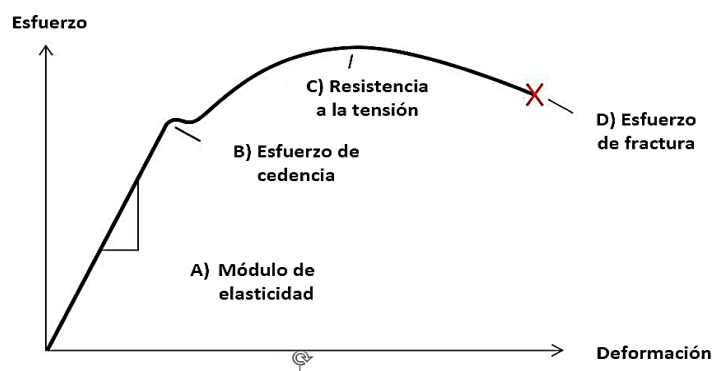 Esfuerzo
C) Resistencia
a la tensión
D) Esfuerzo
de fractura
B) Esfuerzo de
cedencia
A) Módulo de
elasticidad
Deformación